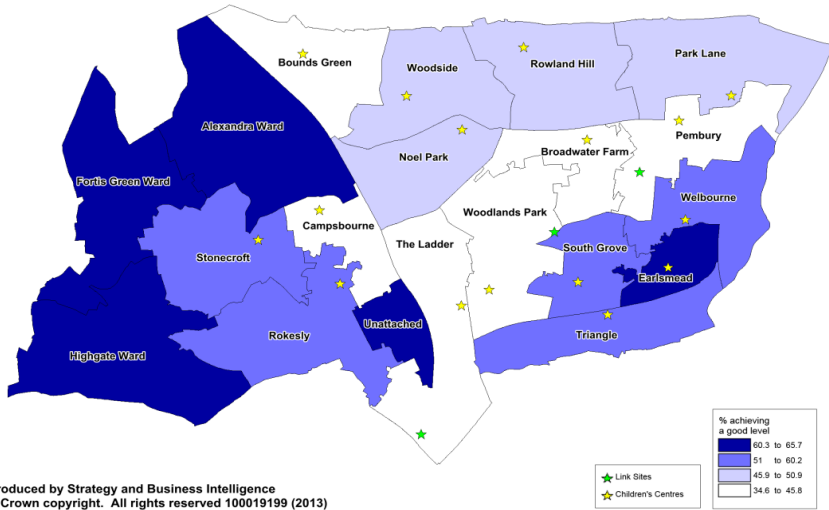 Bounds Green
Woodside
Rowland Hill
Park Lane
Alexandra Ward
Pembury
Broadwater Farm
Noel Park
Fortis Green Ward
Welbourne
Woodlands Park
Campsbourne
The Ladder
South Grove
Stonecroft
Earlsmead
Unattached
Rokesly
Triangle
Highgate Ward
% achieving
a good level
60.3 to 65.7
51 to 60.2
45.9 to 50.9
34.6 to 45.8
Link Sites
Children's Centres
roduced by Strategy and Business Intelligence
Crown copyright. All rights reserved 100019199 (2013)